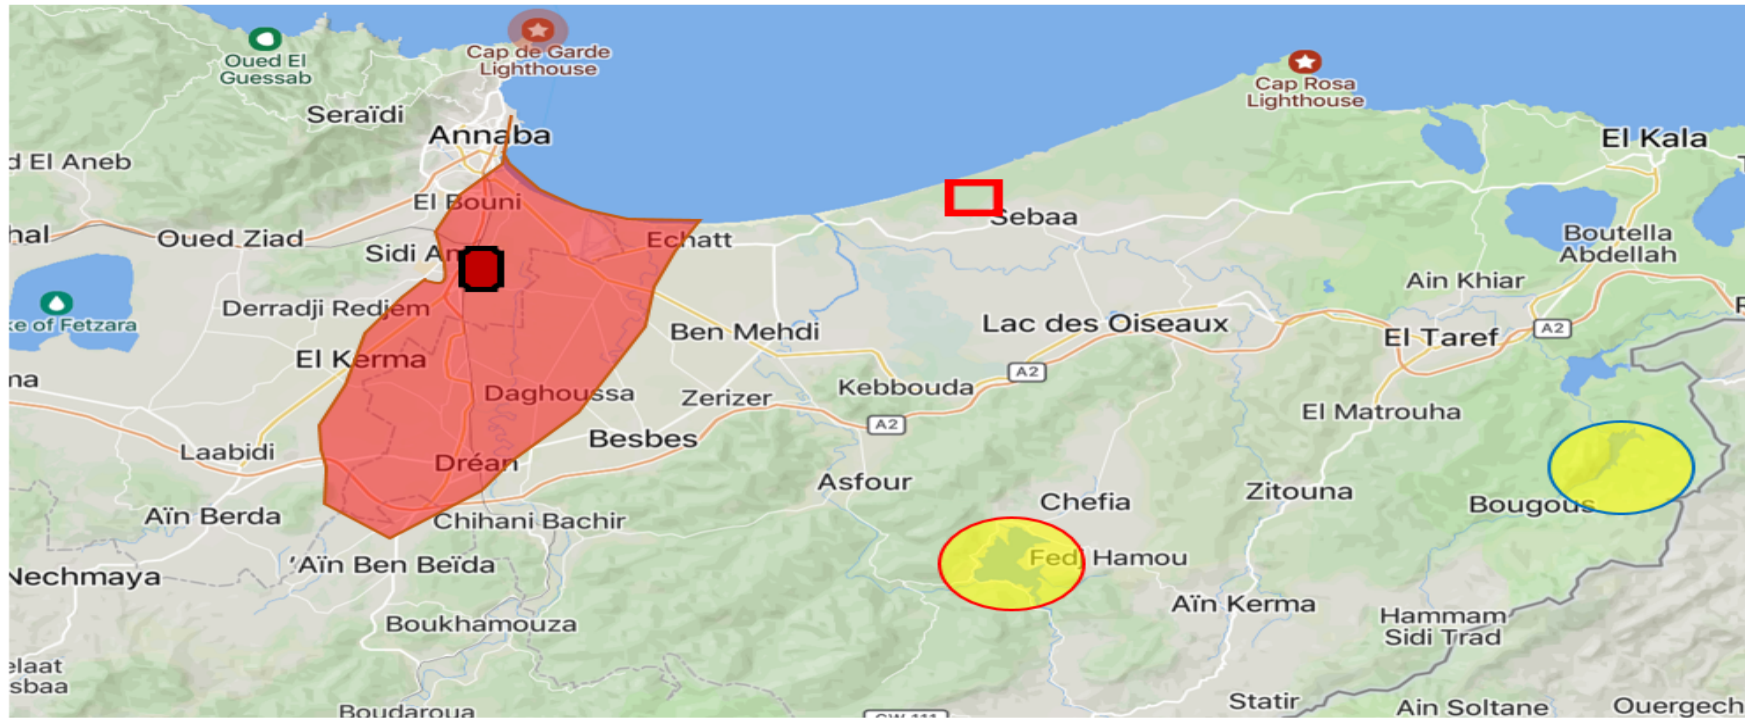 Oued El
Guessab
Cap de Garde
Lighthouse
Cap Rosa
Lighthouse
Seraïdi
Annaba
El Kala
d El Aneb
El Bouni
Sebaa
hal
Oued Ziad
Sidi Am
Echatt
Boutella
Abdellah
Ain Khiar
Derradji Redjem
ke of Fetzara
Ben Mehdi
Lac des Oiseaux
A2
El Taref
El Kerma
A2
na
Daghoussa
Zerizer
Kebbouda
A2
El Matrouha
Besbes
Laabidi
Dréan
Asfour
Chefia
Zitouna
Bougous
Aïn Berda
Chihani Bachir
'Aïn Ben Beïda
Fedj Hamou
Nechmaya
Aïn Kerma
Boukhamouza
Hammam
Sidi Trad
elaat
sbaa
Statir
Ain Soltane
Ouergech
Boudaroua